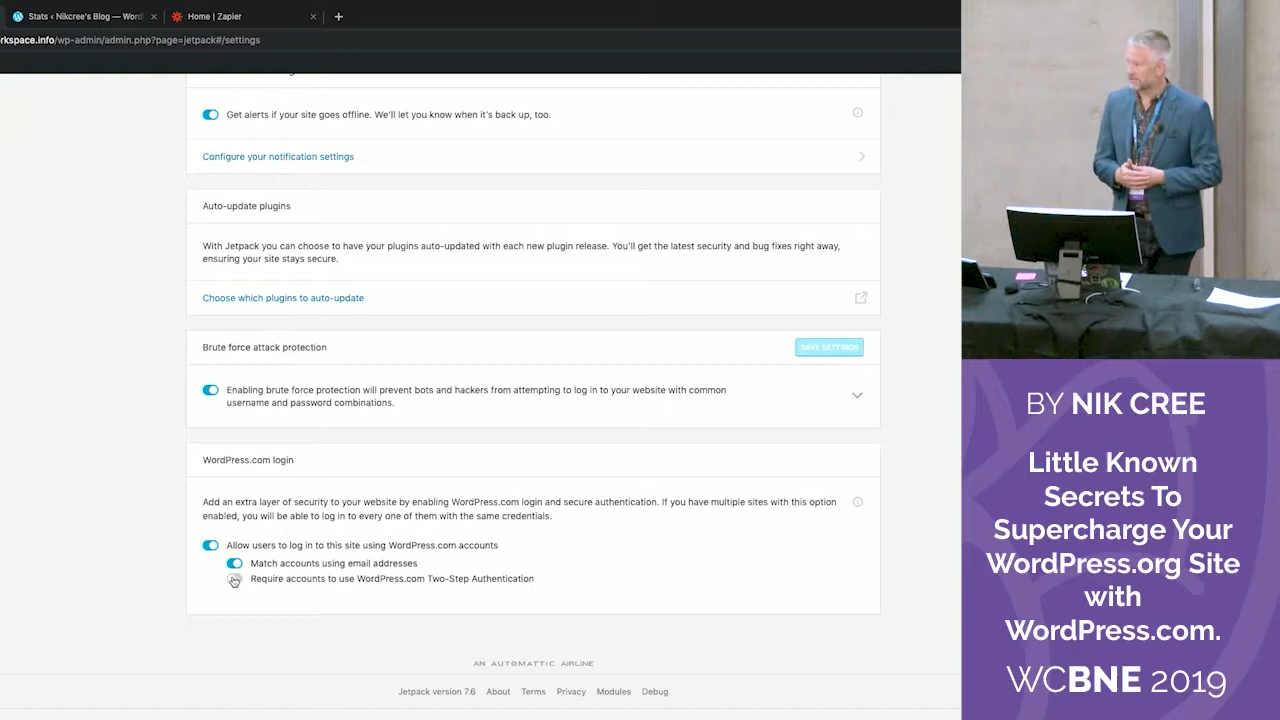 Stats ‹ Nikcree's Blog — Word
Home | Zapier
rkspace.info/wp-admin/admin.php?page=jetpack#/settings
Get alerts if your site goes offline. We'll let you know when it's back up, too.
Configure your notification settings
Auto-update plugins
With Jetpack you can choose to have your plugins auto-updated with each new plugin release. You'll get the latest security and bug fixes right away,
ensuring your site stays secure.
Choose which plugins to auto-update
Brute force attack protection
SAVE SETTINGS
Enabling brute force protection will prevent bots and hackers from attempting to log in to your website with common
username and password combinations.
WordPress.com login
Add an extra layer of security to your website by enabling WordPress.com login and secure authentication. If you have multiple sites with this option
enabled, you will be able to log in to every one of them with the same credentials.
Allow users to log in to this site using WordPress.com accounts
Match accounts using email addresses
Require accounts to use WordPress.com Two-Step Authentication
AN AUTOMATTIC AIRLINE
Jetpack version 7.6 About Terms Privacy Modules Debug
BY NIK CREE
Little Known
Secrets To
Supercharge Your
WordPress.org Site
with
WordPress.com.
WCBNE 2019